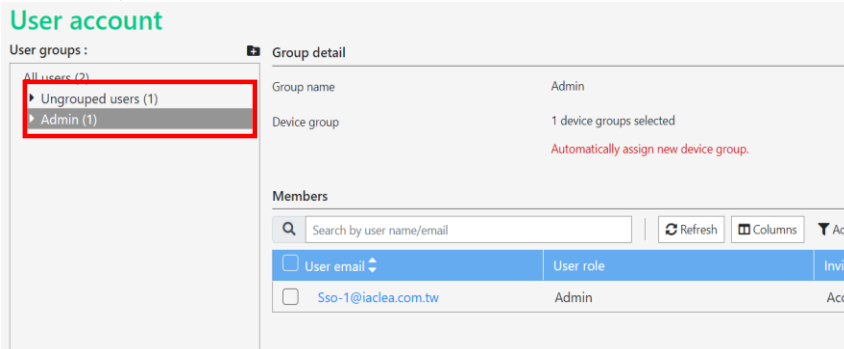 User account
User groups :
All users (2)
Ungrouped users (1)
Admin (1)
Group detail
Group name Admin
Device group 1 device groups selected
Automatically assign new device group.
Members
Search by user name/email Refresh Columns
User email User role
Sso-1@iaclea.com.tw Admin